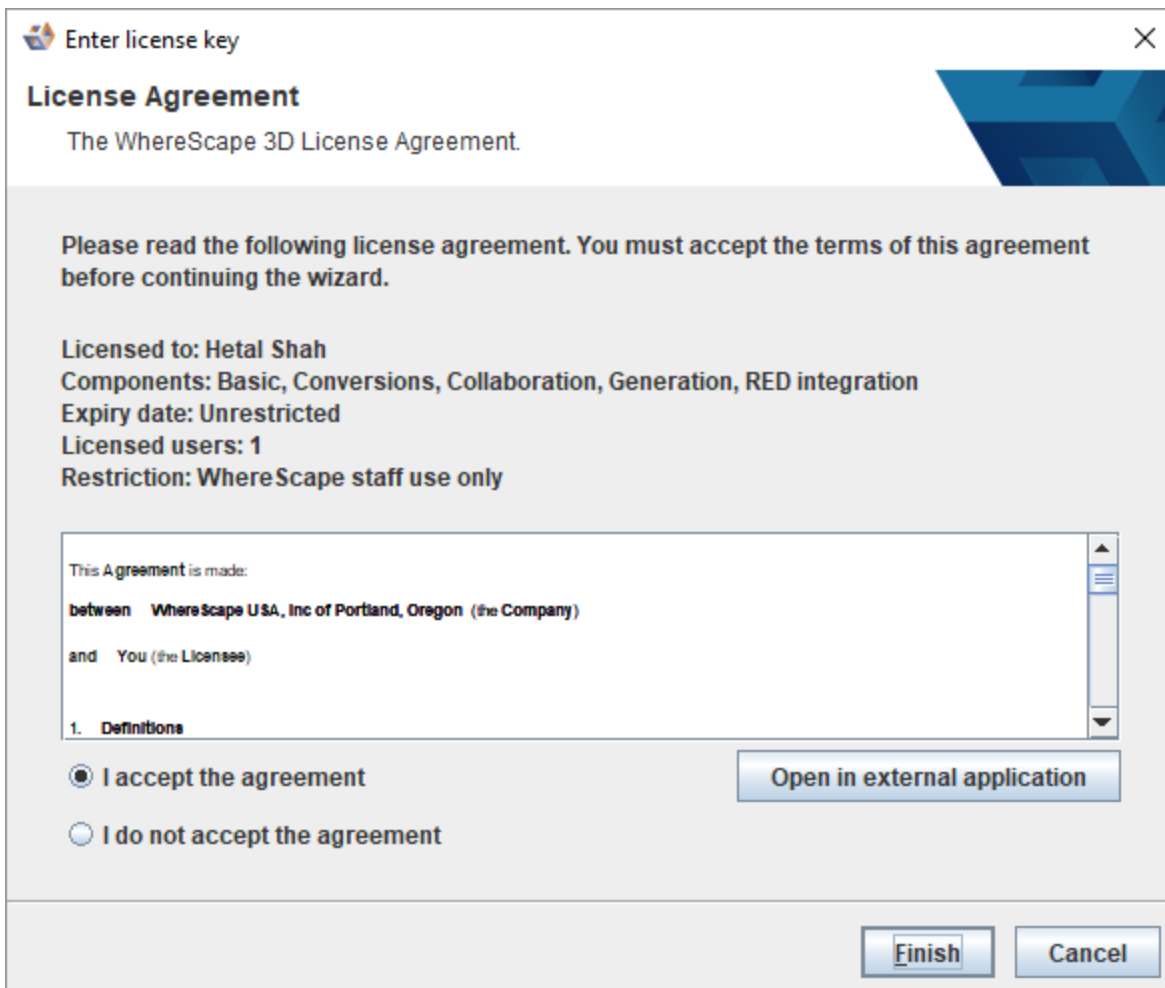 Enter license key
License Agreement
The WhereScape 3D License Agreement.
Please read the following license agreement. You must accept the terms of this agreement
before continuing the wizard.
Licensed to: Hetal Shah
Components: Basic, Conversions, Collaboration, Generation, RED integration
Expiry date: Unrestricted
Licensed users: 1
Restriction: WhereScape staff use only
This Agreement is made:
between WhereScape USA, Inc of Portland, Oregon (the Company)
and You (the Licensee)
1. Definitions
I accept the agreement
Open in external application
I do not accept the agreement
Finish Cancel